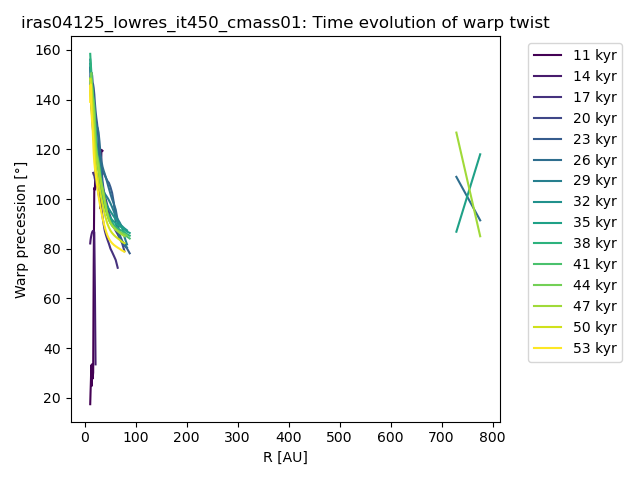 iras04125_lowres_it450_cmass01: Time evolution of warp twist
Warp precession [°]
160
140
120
100
80
60
40
20
0
100
200
300
400
500
600
700
800
R [AU]
11 kyr
14 kyr
17 kyr
20 kyr
23 kyr
26 kyr
29 kyr
32 kyr
35 kyr
38 kyr
41 kyr
44 kyr
47 kyr
50 kyr
53 kyr